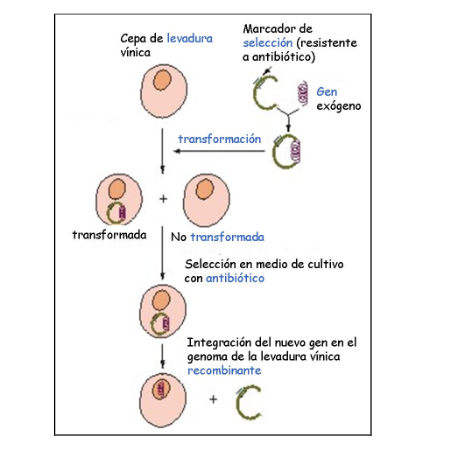 Cepa de levadura
vínica
Marcador de
selección (resistente
a antibiótico)
Gen
exógeno
transformación
transformada
No transformada
Selección en medio de cultivo
con antibiótico
Integración del nuevo gen en el
genoma de la levadura vínica
recombinante